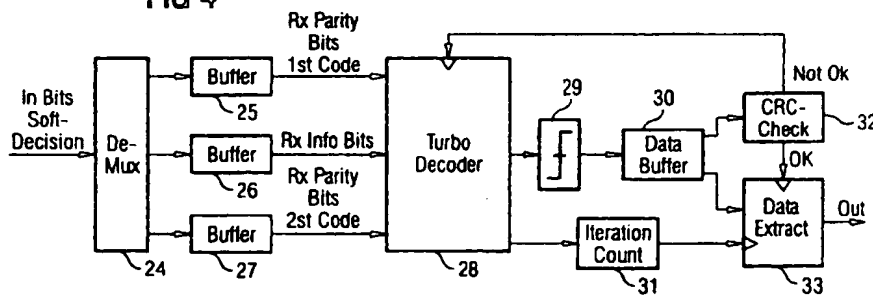 FIG 4
In Bits
Soft-
Decision
De-
Mux
24
Buffer
25
Buffer
26
Buffer
27
Rx Parity
Bits
1st Code
Rx Info Bits
Rx Parity
Bits
2st Code
Turbo
Decoder
28
29
30
Data
Buffer
Iteration
Count
31
Not Ok
CRC-
Check
32
OK
Data
Extract
33
Out